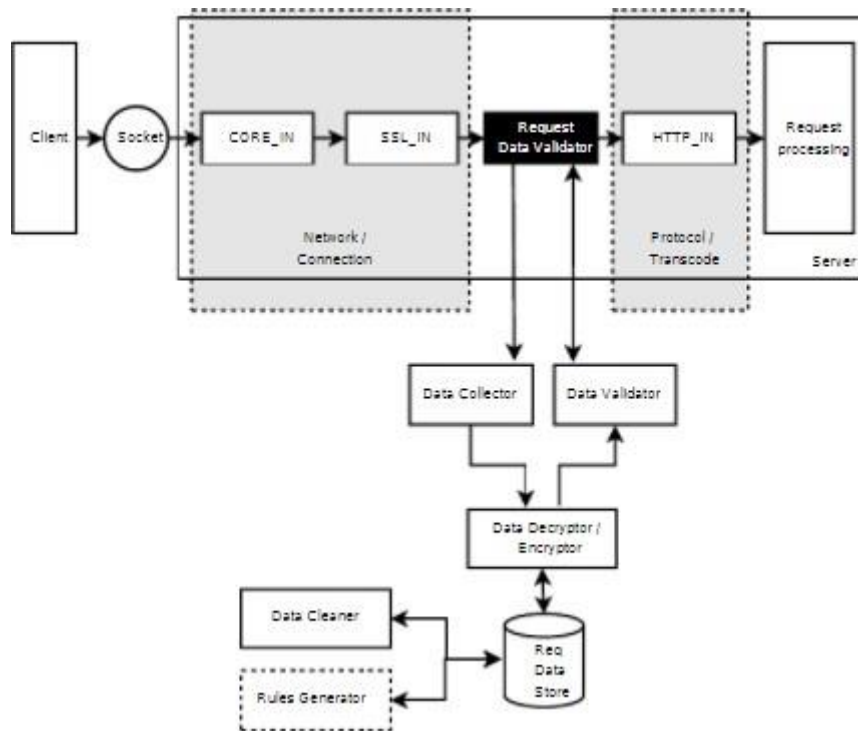 Client
Socket
CORE_IN
SSL_IN
Request
Data Validator
HTTP_IN
Request
processing
Network /
Connection
Protocol /
Transcode
Server
Data Collector
Data Validator
Data Decryptor /
Encryptor
Data Cleaner
Req
Data
Store
Rules Generator